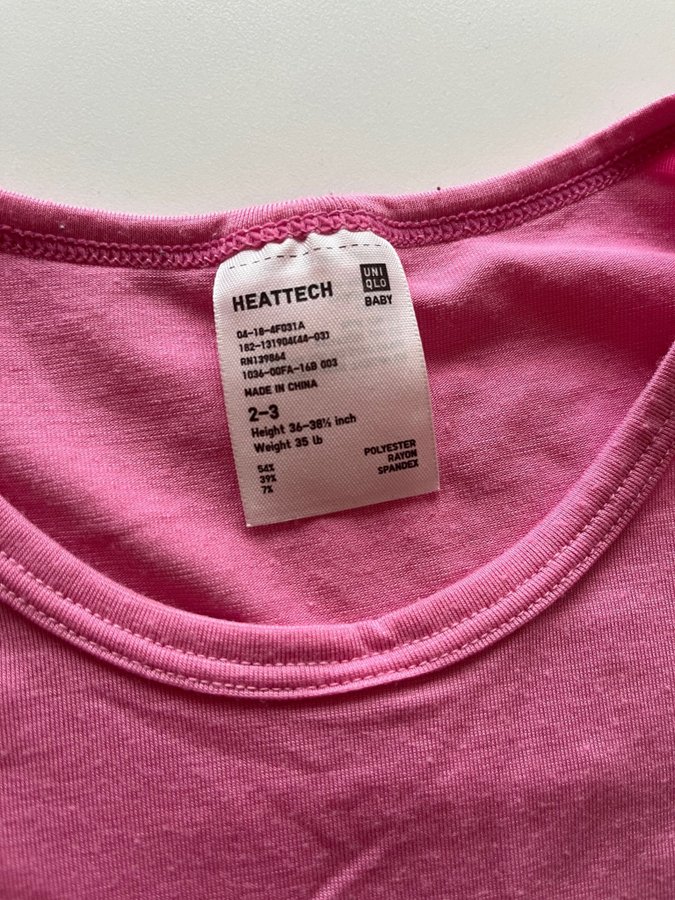 UNI
QLO
HEATTECH
BABY
04-18-4F031A
182-131904(44-03)
RN139864
1036-00FA-16B 003
MADE IN CHINA
2-3
Height 36-38½ inch
Weight 35 lb
54% POLYESTER
39% RAYON
7% SPANDEX